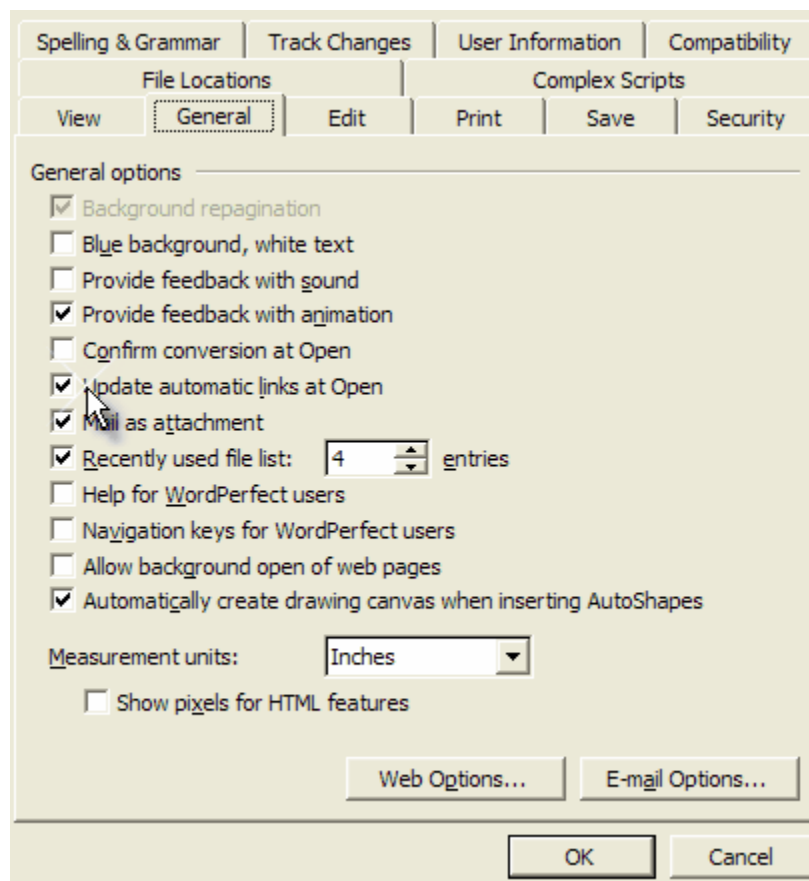 Spelling & Grammar Track Changes User Information Compatibility
File Locations Complex Scripts
View General Edit Print Save Security
General options
Background repagination
Blue background, white text
Provide feedback with sound
Provide feedback with animation
Confirm conversion at Open
Update automatic links at Open
Mail as attachment
Recently used file list: 4 entries
Help for WordPerfect users
Navigation keys for WordPerfect users
Allow background open of web pages
Automatically create drawing canvas when inserting AutoShapes
Measurement units: Inches
Show pixels for HTML features
Web Options... E-mail Options...
OK Cancel